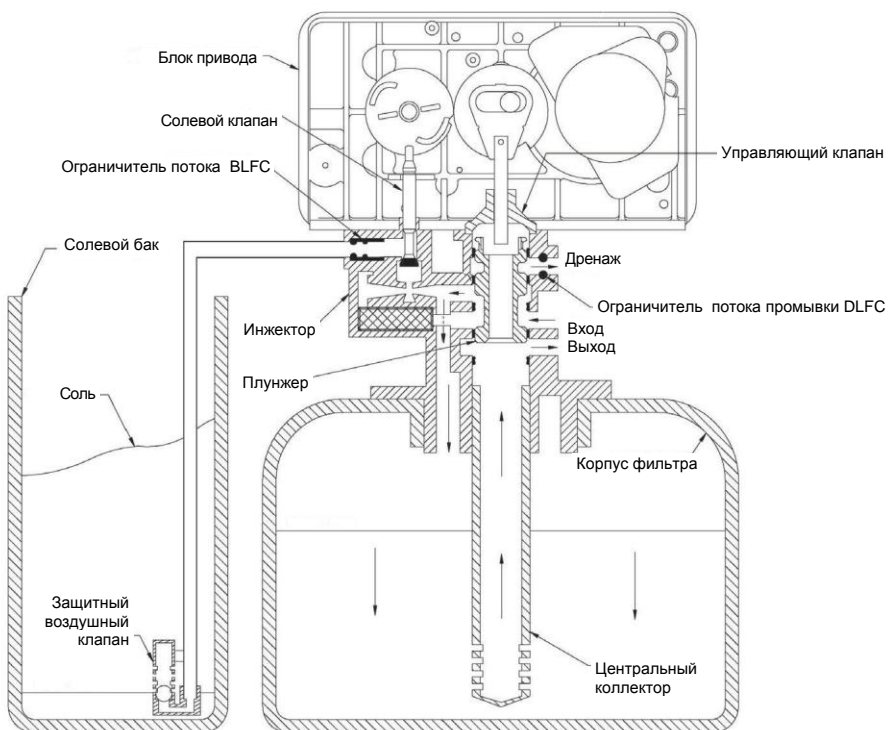 Блок привода
Солевой клапан
Управляющий клапан
Ограничитель потока BLFC
Солевой бак
Дренаж
Ограничитель потока промывки DLFC
Инжектор
Вход
Выход
Плунжер
Соль
Корпус фильтра
Защитный
воздушный
клапан
Центральный
коллектор